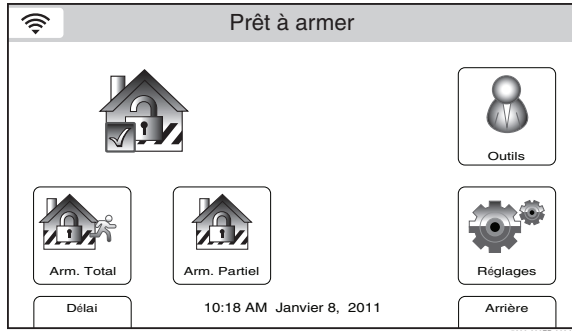 Prêt à armer
Outils
Arm. Total
Arm. Partiel
Réglages
Délai
10:18 AM Janvier 8, 2011
Arrière